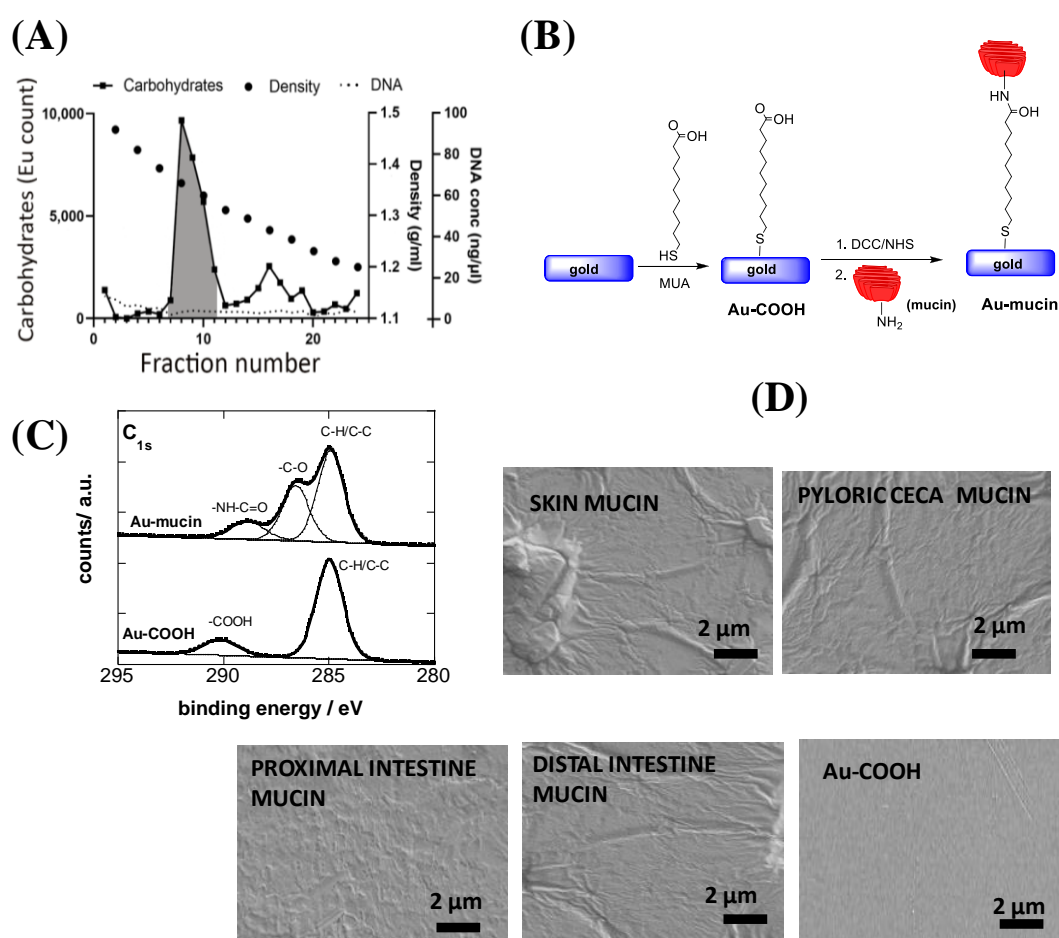 (A)
Carbohydrates Density DNA
Carbohydrates (Eu count)
10,000
5,000
0
1.5
1.4
1.3
1.2
1.1
Density (g/ml)
100
80
60
40
20
0
DNA conc (ng/µl)
0 10 20
Fraction number
(B)
O
OH
HS
gold
MUA
O
OH
S
gold
Au-COOH
1. DCC/NHS
2.
(mucin)
NH2
HN
OH
S
gold
Au-mucin
(C)
C1s
C-H/C-C
-C-O
-NH-C=O
Au-mucin
C-H/C-C
-COOH
Au-COOH
counts/ a.u.
295 290 285 280
binding energy / eV
(D)
SKIN MUCIN
2 µm
PYLORIC CECA MUCIN
2 µm
PROXIMAL INTESTINE
MUCIN
2 µm
DISTAL INTESTINE
MUCIN
2 µm
Au-COOH
2 µm